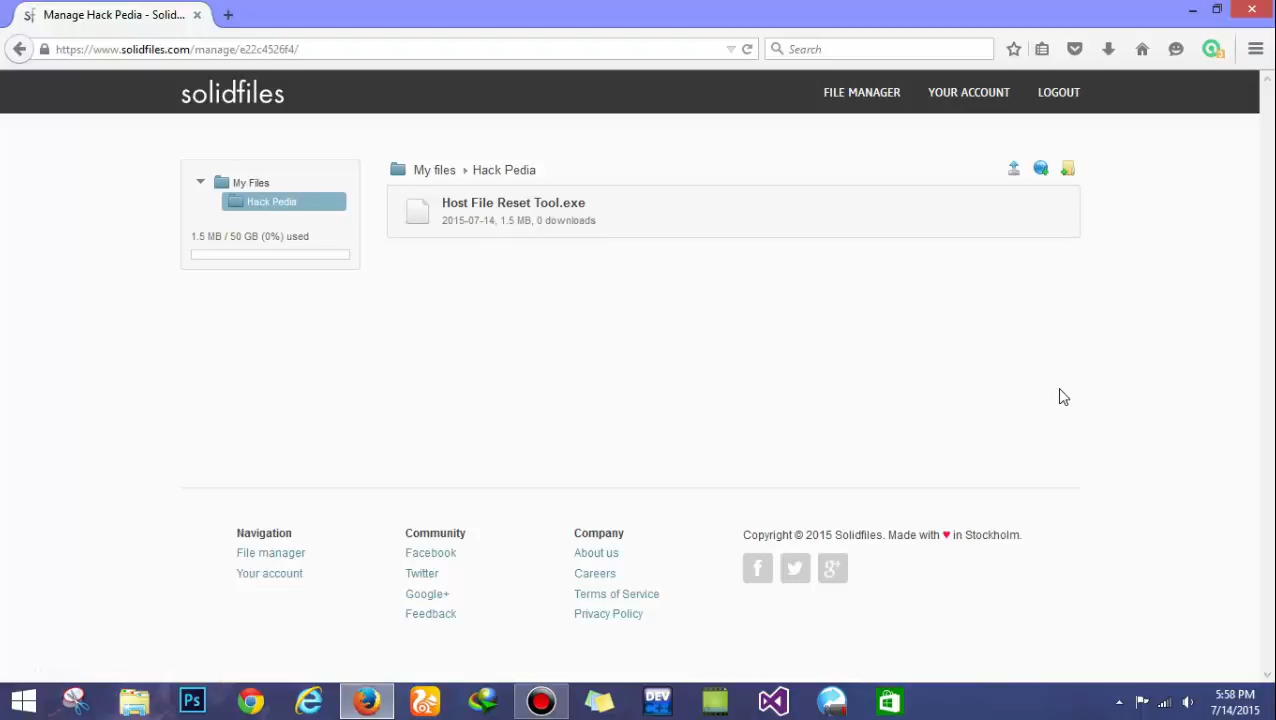 Manage Hack Pedia - Solid...
https://www.solidfiles.com/manage/e22c4526f4/
Search
solidfiles
FILE MANAGER YOUR ACCOUNT LOGOUT
My Files
Hack Pedia
1.5 MB / 50 GB (0%) used
My files Hack Pedia
Host File Reset Tool.exe
2015-07-14, 1.5 MB, 0 downloads
Navigation
File manager
Your account
Community
Facebook
Twitter
Google+
Feedback
Company
About us
Careers
Terms of Service
Privacy Policy
Copyright © 2015 Solidfiles. Made with ♥ in Stockholm.
Ps
DEV
5:58 PM
7/14/2015